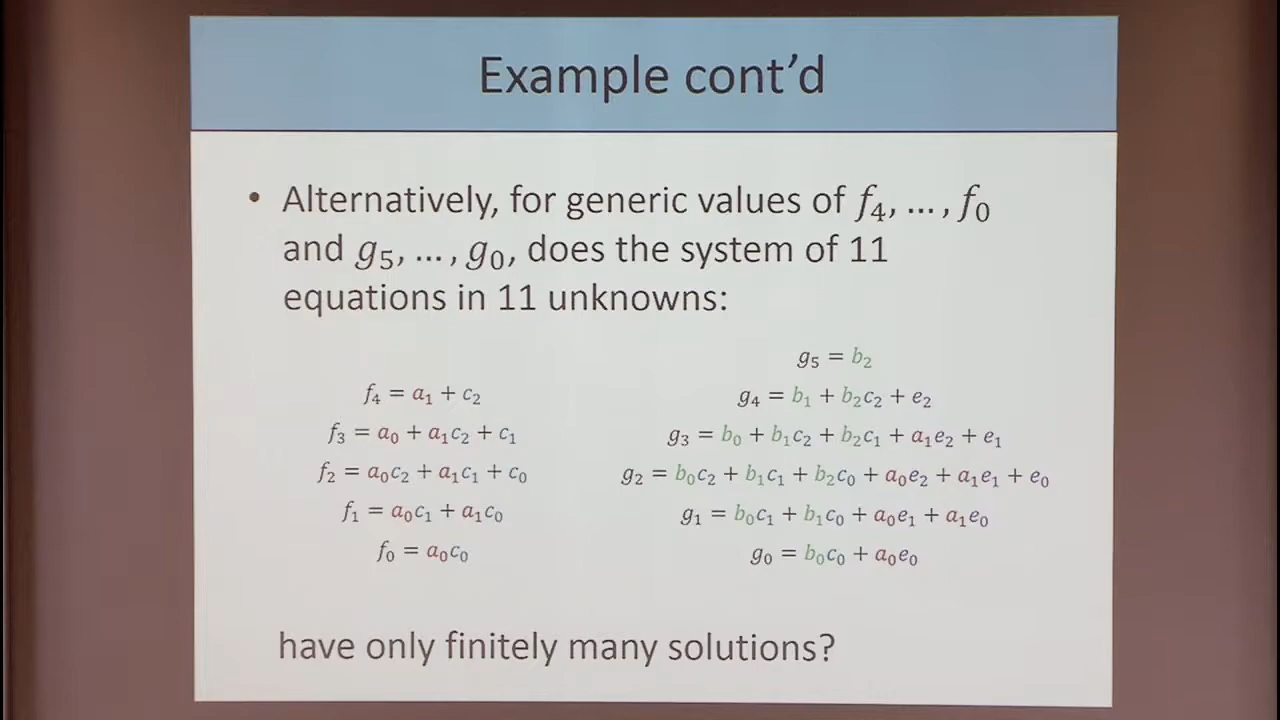 Example cont'd
• Alternatively, for generic values of f₄, …, f₀
and g₅, …, g₀, does the system of 11
equations in 11 unknowns:
g₅ = b₂
f₄ = a₁ + c₂
g₄ = b₁ + b₂c₂ + e₂
f₃ = a₀ + a₁c₂ + c₁
g₃ = b₀ + b₁c₂ + b₂c₁ + a₁e₂ + e₁
f₂ = a₀c₂ + a₁c₁ + c₀
g₂ = b₀c₂ + b₁c₁ + b₂c₀ + a₀e₂ + a₁e₁ + e₀
f₁ = a₀c₁ + a₁c₀
g₁ = b₀c₁ + b₁c₀ + a₀e₁ + a₁e₀
f₀ = a₀c₀
g₀ = b₀c₀ + a₀e₀
have only finitely many solutions?